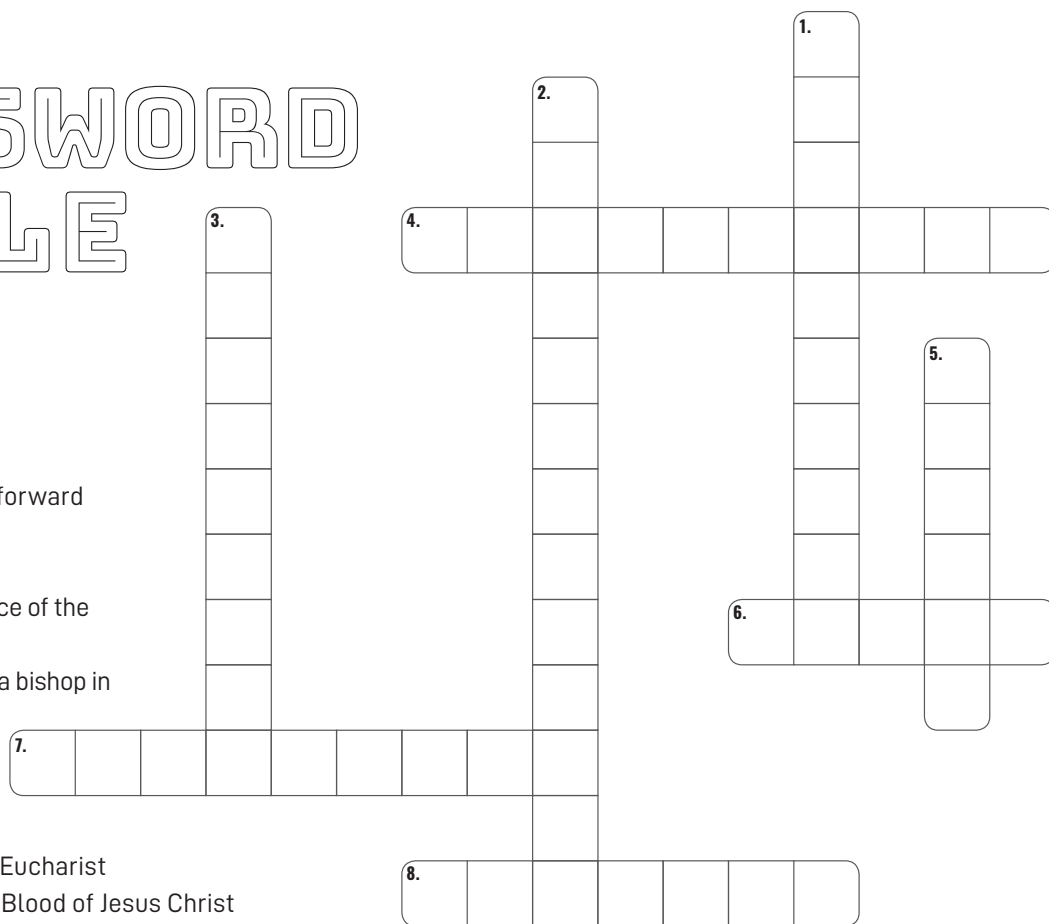 SWORD
LE
forward
ce of the
a bishop in
Eucharist
Blood of Jesus Christ
1.
2.
3.
4.
5.
6.
7.
8.